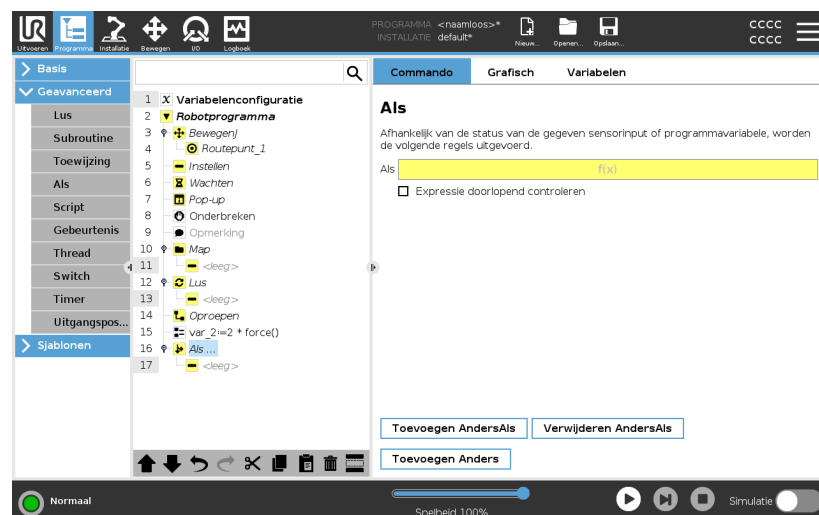 PROGRAMMA <naamloos>*
INSTALLATIE default*
UR
Uitvoeren Programma Installatie Bewegen I/O Logboek
Nieuw... Openen... Opslaan...
cccc
cccc
Basis
Geavanceerd
Lus
Subroutine
Toewijzing
Als
Script
Gebeurtenis
Thread
Switch
Timer
Uitgangspos...
Sjablonen
1 X Variabelenconfiguratie
2 Robotprogramma
3 BewegenJ
4 Routepunt_1
5 Instellen
6 Wachten
7 Pop-up
8 Onderbreken
9 Opmerking
10 Map
11 <leeg>
12 Lus
13 <leeg>
14 Oproepen
15 var_2:=2 * force()
16 Als ...
17 <leeg>
Commando Grafisch Variabelen
Als
Afhankelijk van de status van de gegeven sensorinput of programmavariabele, worden
de volgende regels uitgevoerd.
Als f(x)
Expressie doorlopend controleren
Toevoegen AndersAls Verwijderen AndersAls
Toevoegen Anders
Normaal
Snelheid 100%
Simulatie